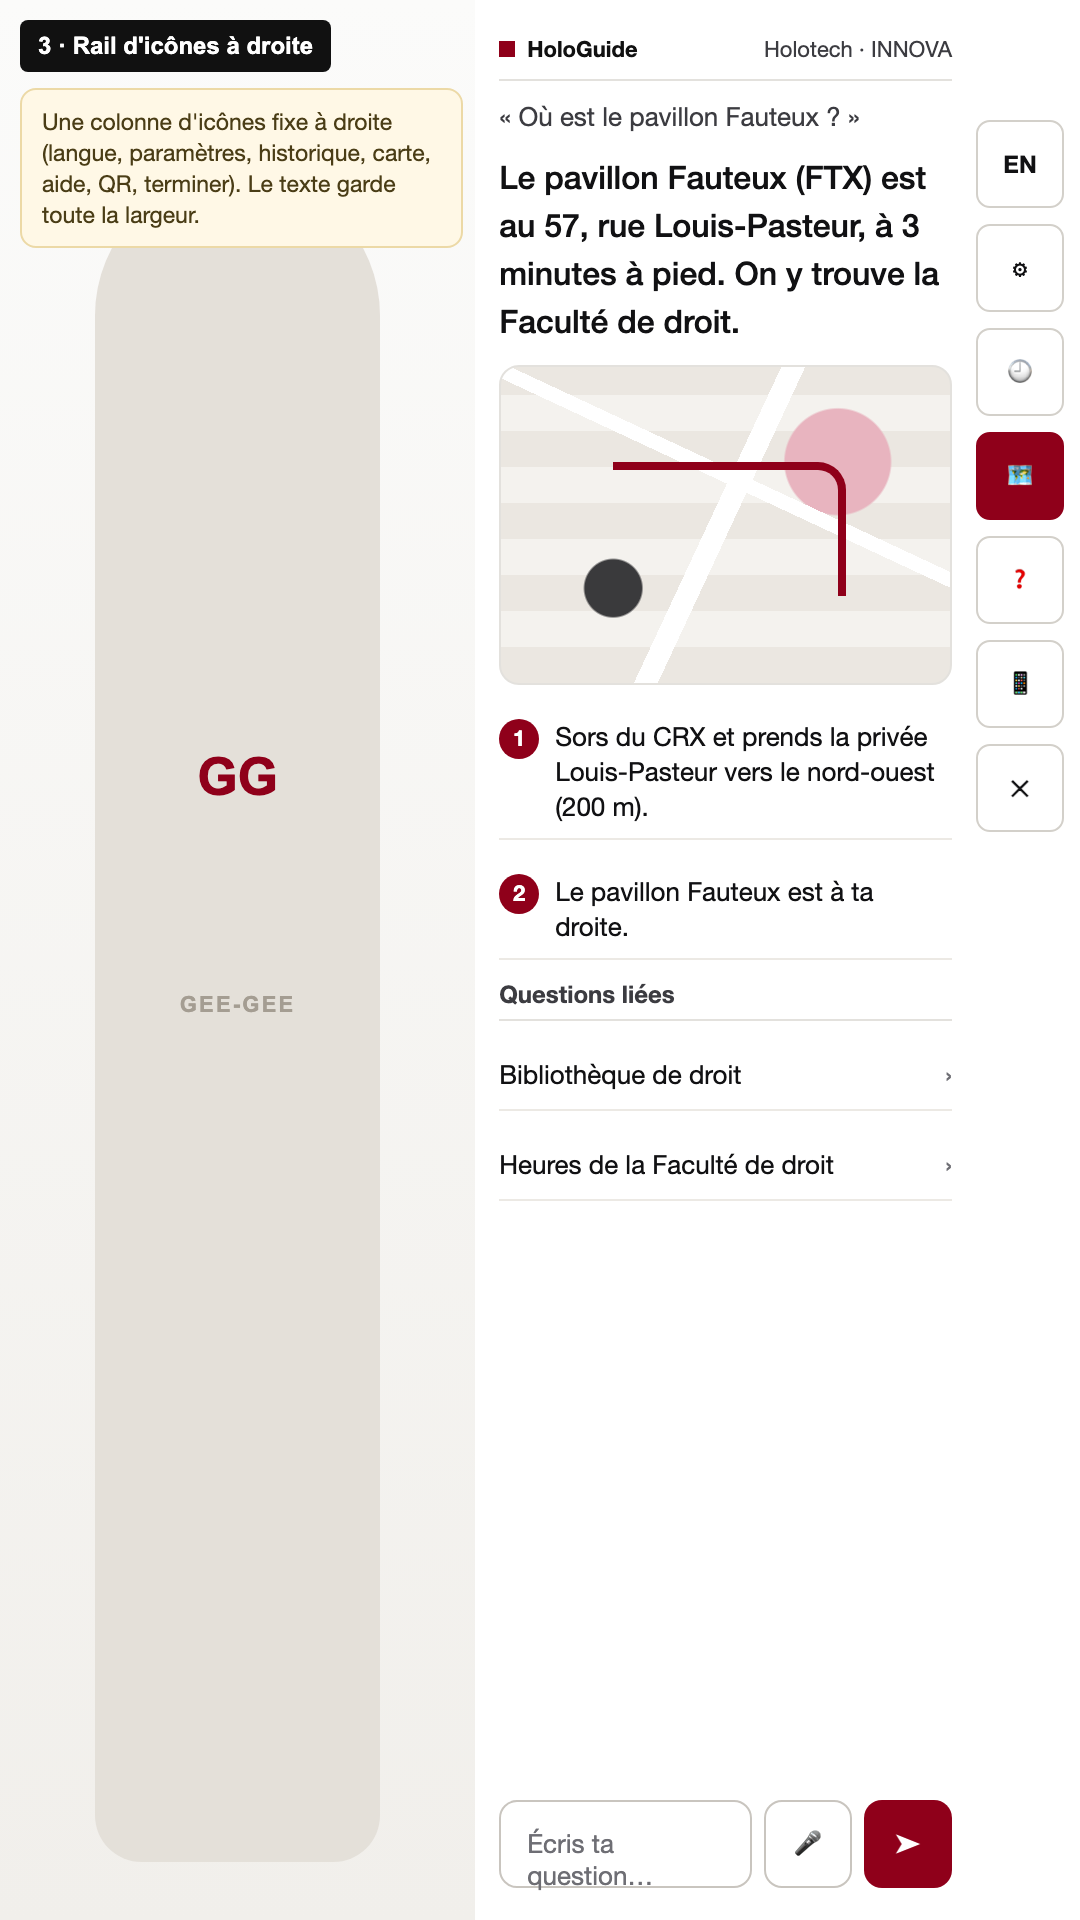 3 · Rail d'icônes à droite
Une colonne d'icônes fixe à droite
(langue, paramètres, historique, carte,
aide, QR, terminer). Le texte garde
toute la largeur.
GG
GEE-GEE
HoloGuide
Holotech · INNOVA
« Où est le pavillon Fauteux ? »
Le pavillon Fauteux (FTX) est
au 57, rue Louis-Pasteur, à 3
minutes à pied. On y trouve la
Faculté de droit.
1 Sors du CRX et prends la privée
Louis-Pasteur vers le nord-ouest
(200 m).
2 Le pavillon Fauteux est à ta
droite.
Questions liées
Bibliothèque de droit ›
Heures de la Faculté de droit ›
Écris ta
question…
EN